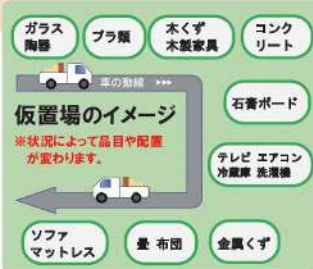 ガラス
陶器
プラ類
木くず
木製家具
コンク
リート
車の動線
仮置場のイメージ
※状況によって品目や配置
が変わります。
石膏ボード
テレビ エアコン
冷蔵庫 洗濯機
ソファ
マットレス
畳 布団
金属くず